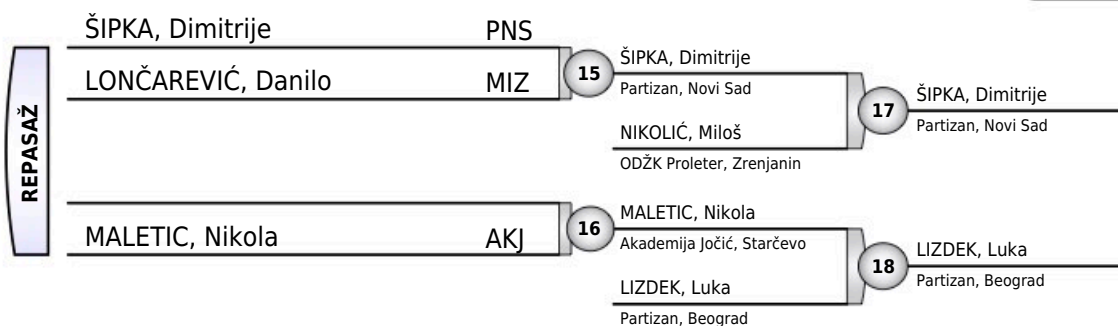 REPASAŽ
ŠIPKA, Dimitrije PNS
LONČAREVIĆ, Danilo MIZ
15
ŠIPKA, Dimitrije
Partizan, Novi Sad
NIKOLIĆ, Miloš
ODŽK Proleter, Zrenjanin
17
ŠIPKA, Dimitrije
Partizan, Novi Sad
MALETIC, Nikola AKJ
16
MALETIC, Nikola
Akademija Jočić, Starčevo
LIZDEK, Luka
Partizan, Beograd
18
LIZDEK, Luka
Partizan, Beograd